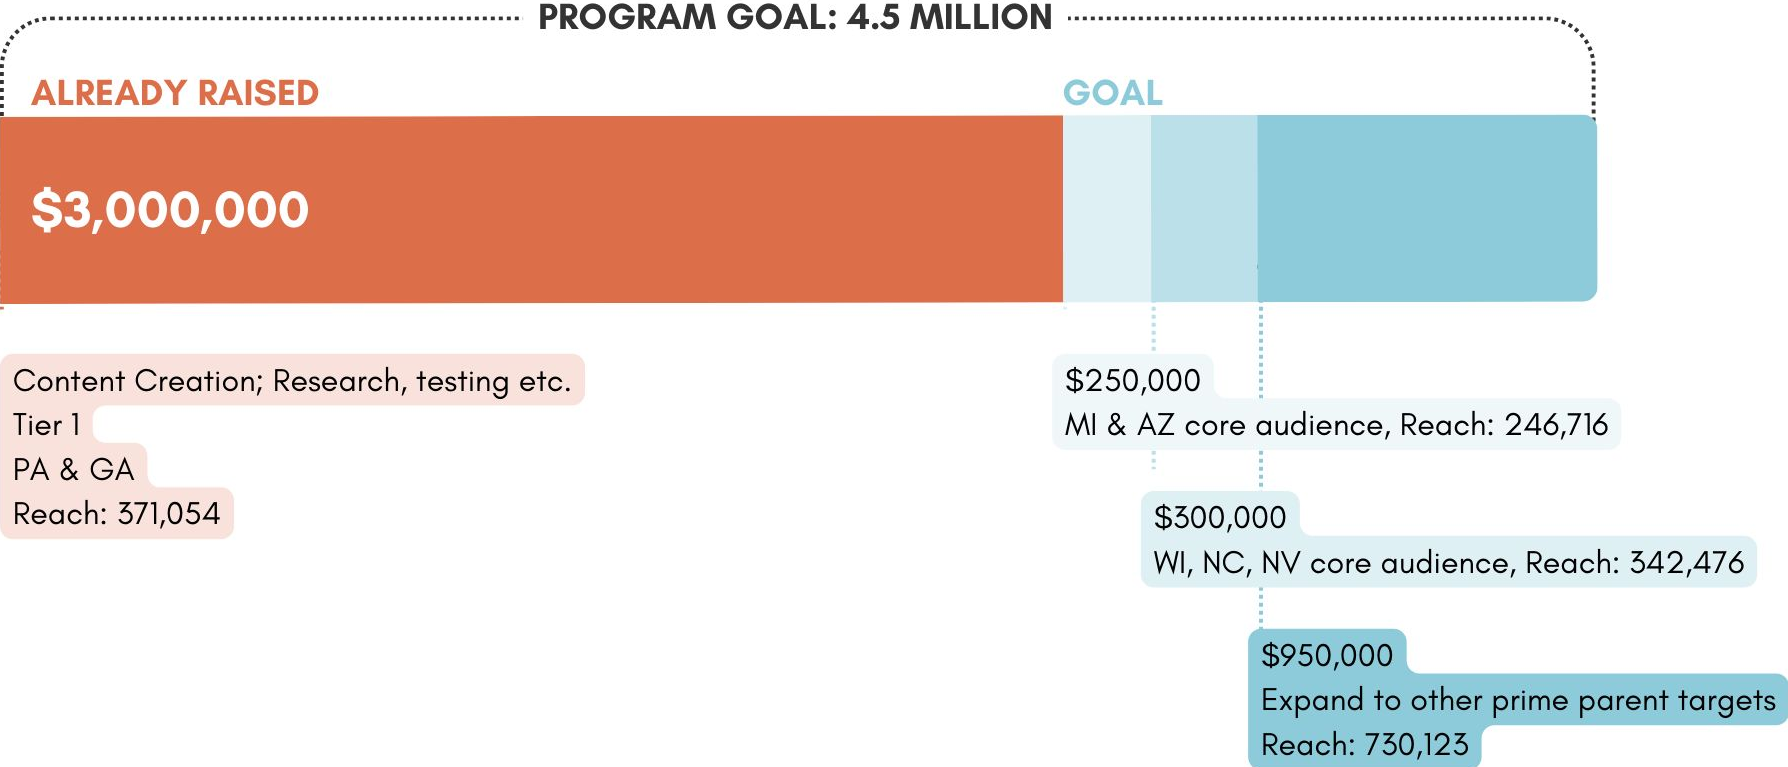 PROGRAM GOAL: 4.5 MILLION
ALREADY RAISED
GOAL
$3,000,000
Content Creation; Research, testing etc.
Tier 1
PA & GA
Reach: 371,054
$250,000
MI & AZ core audience, Reach: 246,716
$300,000
WI, NC, NV core audience, Reach: 342,476
$950,000
Expand to other prime parent targets
Reach: 730,123